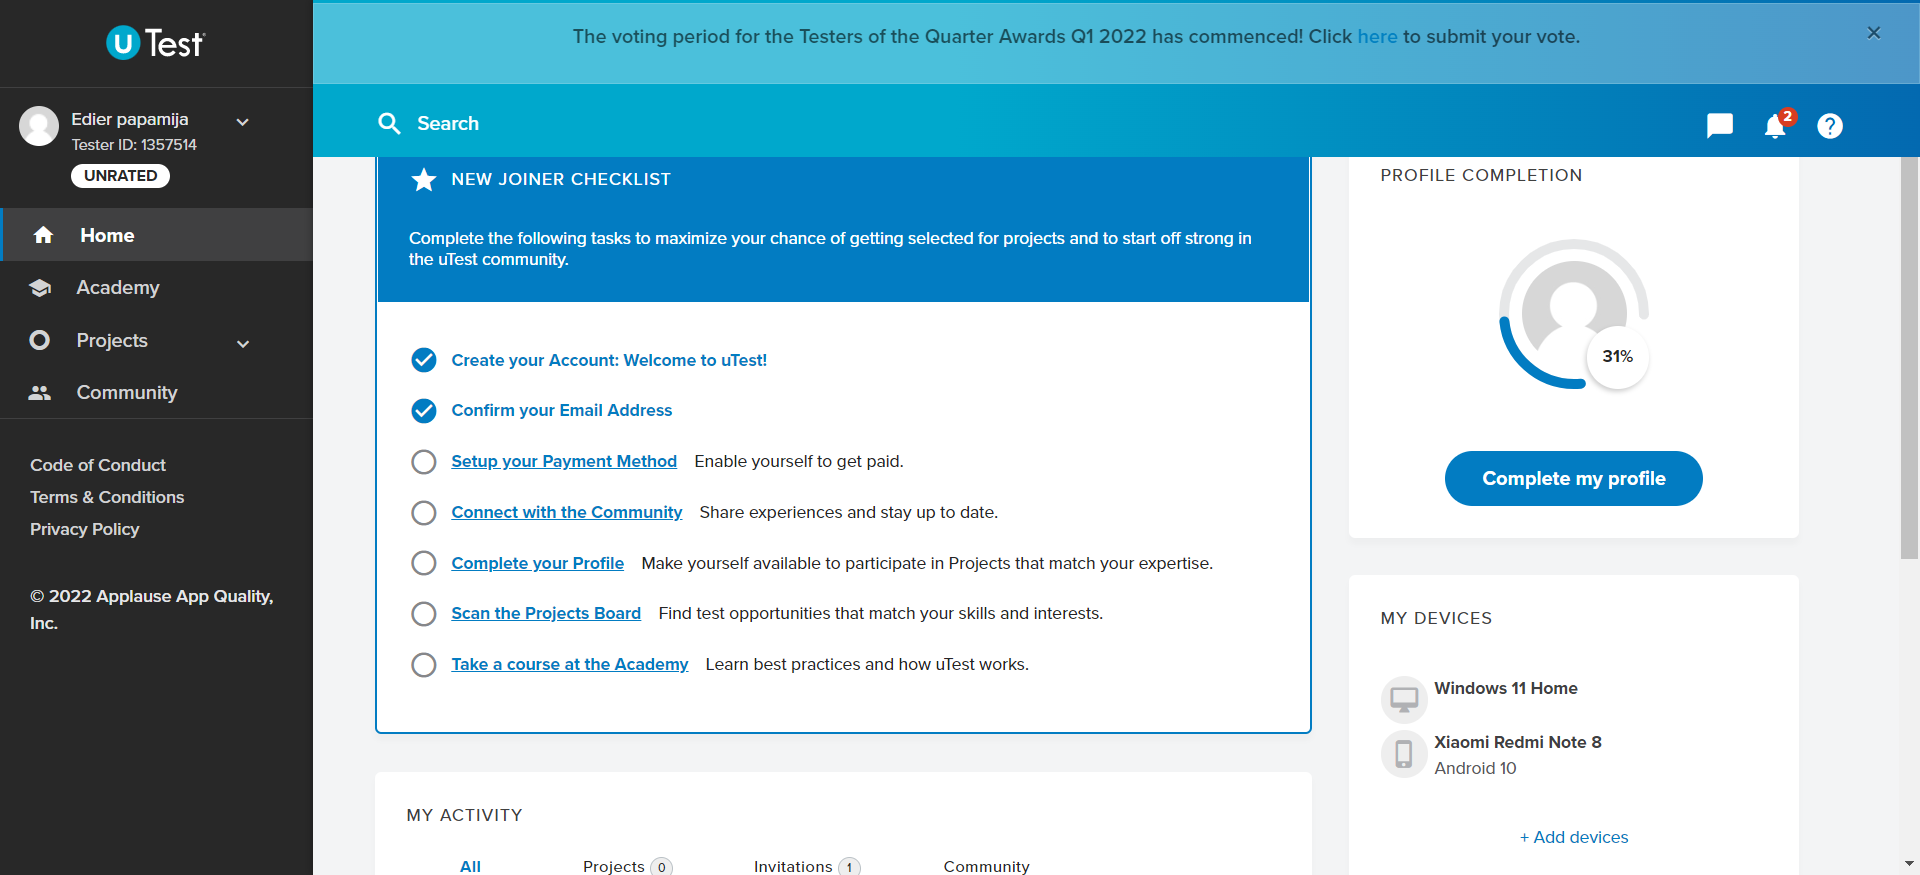 uTest
Edier papamija
Tester ID: 1357514
UNRATED
Home
Academy
Projects
Community
Code of Conduct
Terms & Conditions
Privacy Policy
© 2022 Applause App Quality,
Inc.
The voting period for the Testers of the Quarter Awards Q1 2022 has commenced! Click here to submit your vote.
×
Search
2
?
NEW JOINER CHECKLIST
Complete the following tasks to maximize your chance of getting selected for projects and to start off strong in
the uTest community.
Create your Account: Welcome to uTest!
Confirm your Email Address
Setup your Payment Method Enable yourself to get paid.
Connect with the Community Share experiences and stay up to date.
Complete your Profile Make yourself available to participate in Projects that match your expertise.
Scan the Projects Board Find test opportunities that match your skills and interests.
Take a course at the Academy Learn best practices and how uTest works.
MY ACTIVITY
All Projects 0 Invitations 1 Community
PROFILE COMPLETION
31%
Complete my profile
MY DEVICES
Windows 11 Home
Xiaomi Redmi Note 8
Android 10
+ Add devices